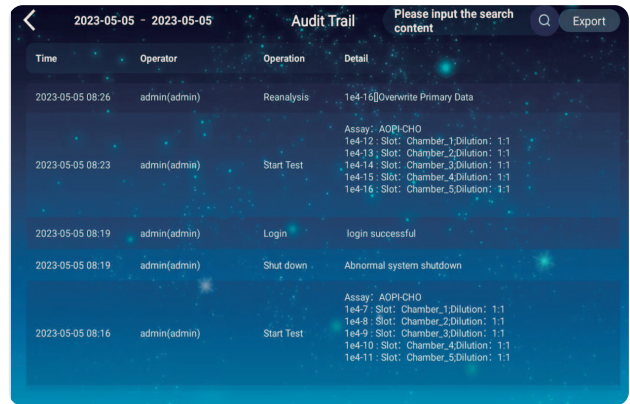 2023-05-05 - 2023-05-05 Audit Trail Please input the search content Export
Time Operator Operation Detail
2023-05-05 08:26 admin(admin) Reanalysis 1e4-16[]Overwrite Primary Data
Assay：AOPI-CHO
1e4-12 : Slot：Chamber_1;Dilution：1:1
1e4-13 : Slot：Chamber_2;Dilution：1:1
2023-05-05 08:23 admin(admin) Start Test 1e4-14 : Slot：Chamber_3;Dilution：1:1
1e4-15 : Slot：Chamber_4;Dilution：1:1
1e4-16 : Slot：Chamber_5;Dilution：1:1
2023-05-05 08:19 admin(admin) Login login successful
2023-05-05 08:19 admin(admin) Shut down Abnormal system shutdown
Assay：AOPI-CHO
1e4-7 : Slot：Chamber_1;Dilution：1:1
1e4-8 : Slot：Chamber_2;Dilution：1:1
2023-05-05 08:16 admin(admin) Start Test 1e4-9 : Slot：Chamber_3;Dilution：1:1
1e4-10 : Slot：Chamber_4;Dilution：1:1
1e4-11 : Slot：Chamber_5;Dilution：1:1